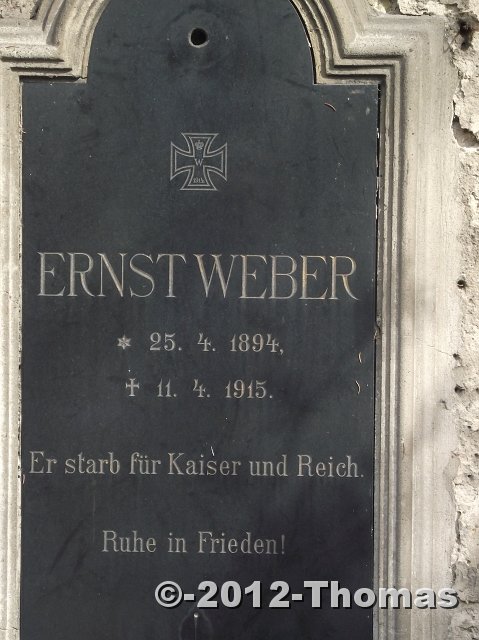 W
ERNST WEBER
* 25. 4. 1894,
† 11. 4. 1915.
Er starb für Kaiser und Reich.
Ruhe in Frieden!
©-2012-Thomas